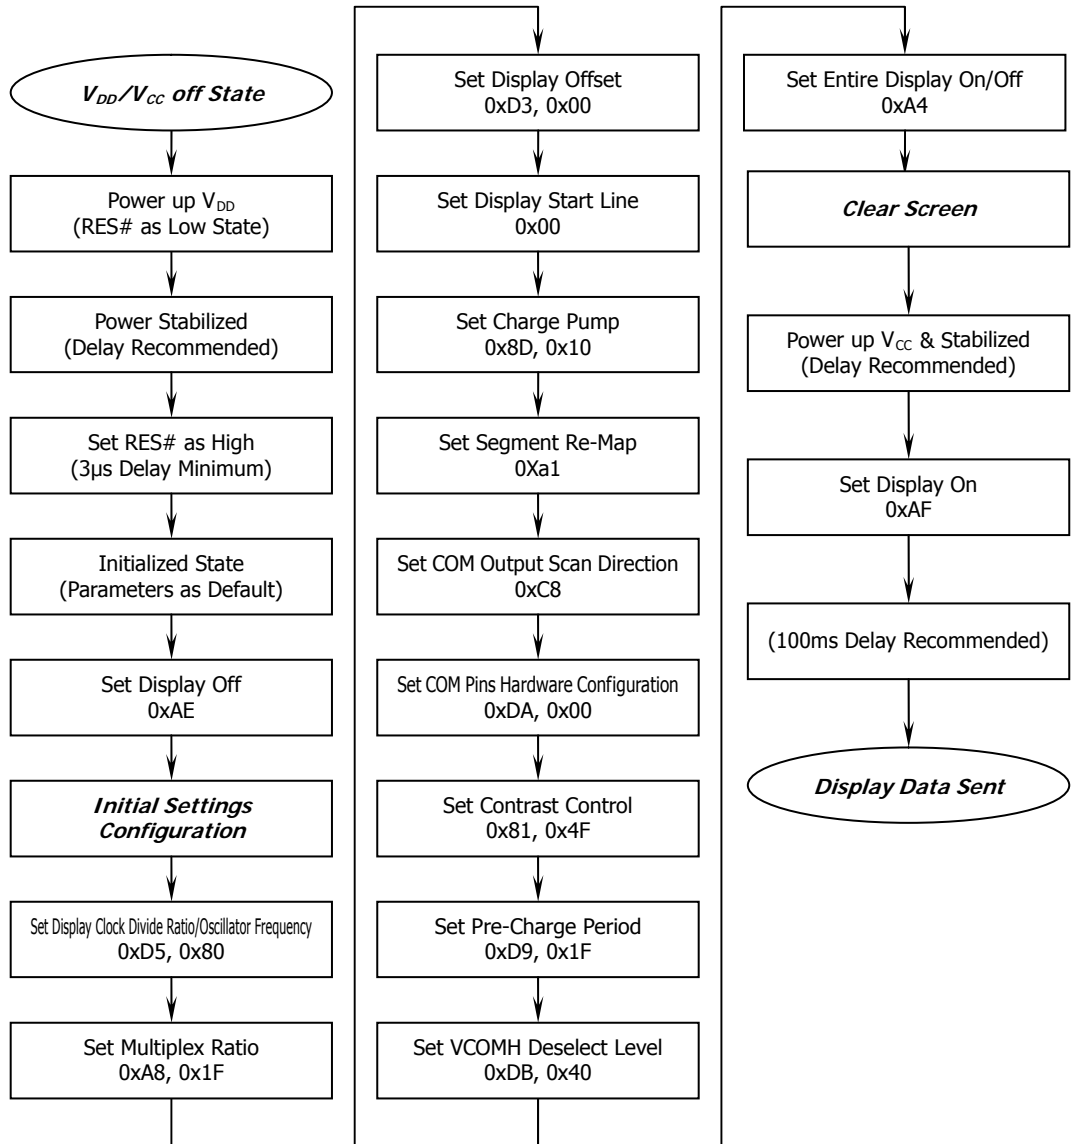 V_DD/V_CC off State
Power up V_DD
(RES# as Low State)
Power Stabilized
(Delay Recommended)
Set RES# as High
(3µs Delay Minimum)
Initialized State
(Parameters as Default)
Set Display Off
0xAE
Initial Settings
Configuration
Set Display Clock Divide Ratio/Oscillator Frequency
0xD5, 0x80
Set Multiplex Ratio
0xA8, 0x1F
Set Display Offset
0xD3, 0x00
Set Display Start Line
0x00
Set Charge Pump
0x8D, 0x10
Set Segment Re-Map
0Xa1
Set COM Output Scan Direction
0xC8
Set COM Pins Hardware Configuration
0xDA, 0x00
Set Contrast Control
0x81, 0x4F
Set Pre-Charge Period
0xD9, 0x1F
Set VCOMH Deselect Level
0xDB, 0x40
Set Entire Display On/Off
0xA4
Clear Screen
Power up V_CC & Stabilized
(Delay Recommended)
Set Display On
0xAF
(100ms Delay Recommended)
Display Data Sent